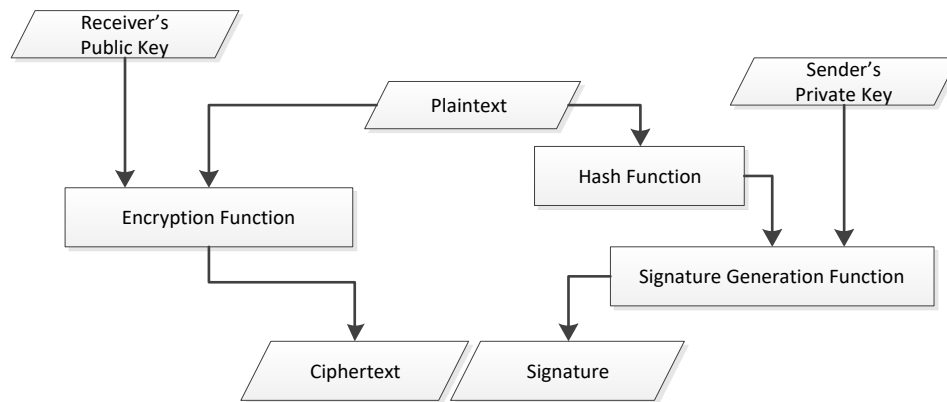 Receiver's
Public Key
Plaintext
Sender's
Private Key
Hash Function
Encryption Function
Signature Generation Function
Ciphertext
Signature